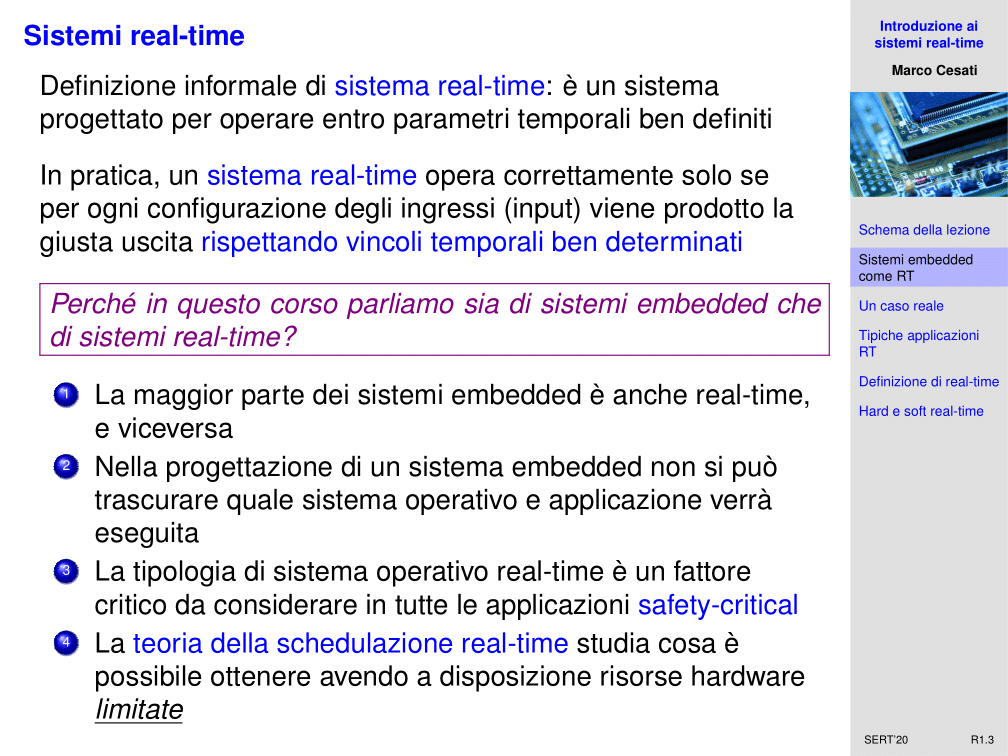 Sistemi real-time
Definizione informale di sistema real-time: è un sistema
progettato per operare entro parametri temporali ben definiti
In pratica, un sistema real-time opera correttamente solo se
per ogni configurazione degli ingressi (input) viene prodotto la
giusta uscita rispettando vincoli temporali ben determinati
Perché in questo corso parliamo sia di sistemi embedded che
di sistemi real-time?
1 La maggior parte dei sistemi embedded è anche real-time,
e viceversa
2 Nella progettazione di un sistema embedded non si può
trascurare quale sistema operativo e applicazione verrà
eseguita
3 La tipologia di sistema operativo real-time è un fattore
critico da considerare in tutte le applicazioni safety-critical
4 La teoria della schedulazione real-time studia cosa è
possibile ottenere avendo a disposizione risorse hardware
limitate
Introduzione ai
sistemi real-time
Marco Cesati
R47 R46
Schema della lezione
Sistemi embedded
come RT
Un caso reale
Tipiche applicazioni
RT
Definizione di real-time
Hard e soft real-time
SERT'20 R1.3